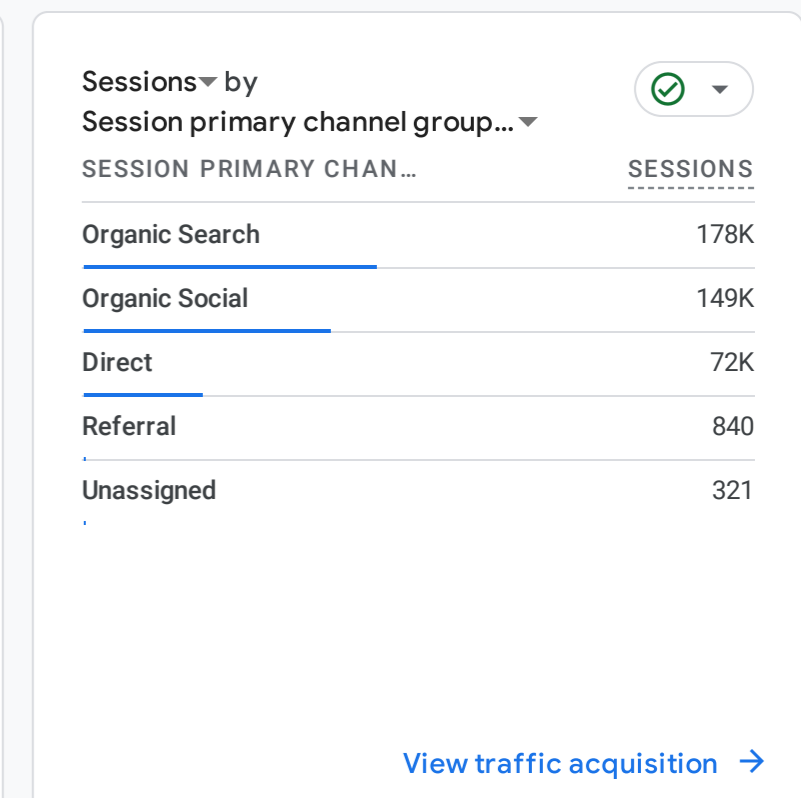 Sessions by
Session primary channel group...
SESSION PRIMARY CHAN... SESSIONS
Organic Search 178K
Organic Social 149K
Direct 72K
Referral 840
Unassigned 321
View traffic acquisition